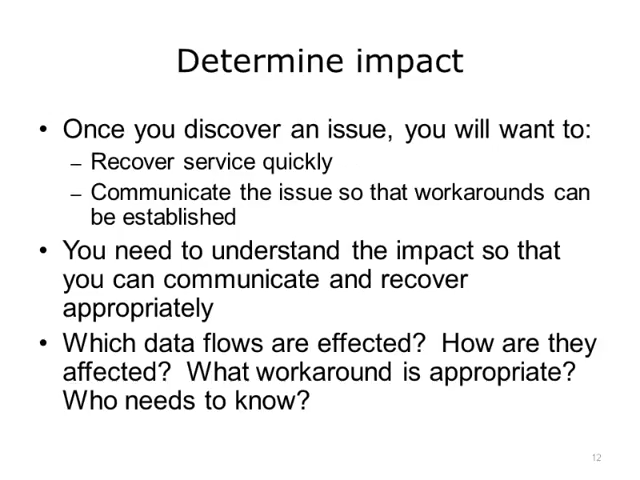 Determine impact
• Once you discover an issue, you will want to:
– Recover service quickly
– Communicate the issue so that workarounds can
be established
• You need to understand the impact so that
you can communicate and recover
appropriately
• Which data flows are effected? How are they
affected? What workaround is appropriate?
Who needs to know?
12